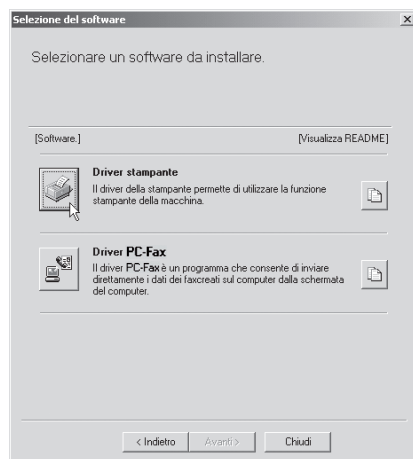 Selezione del software
Selezionare un software da installare.
[Software.] [Visualizza README]
Driver stampante
Il driver della stampante permette di utilizzare la funzione
stampante della macchina.
Driver PC-Fax
Il driver PC-Fax è un programma che consente di inviare
direttamente i dati dei faxcreati sul computer dalla schermata
del computer.
< Indietro Avanti > Chiudi